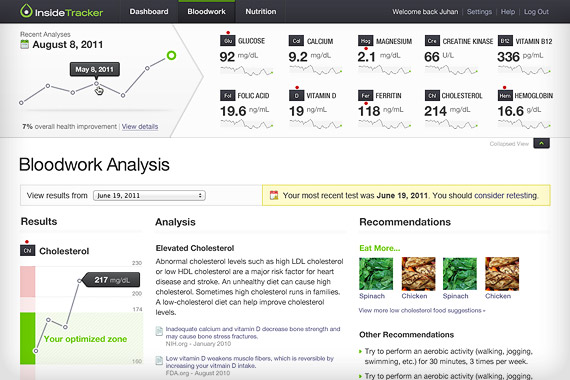 InsideTracker
Dashboard
Bloodwork
Nutrition
Welcome back Juhan | Settings | Help | Log Out
Recent Analyses
August 8, 2011
May 8, 2011
7% overall health improvement | View details
Glu GLUCOSE
92 mg/dL
Cal CALCIUM
9.2 mg/dL
Mag MAGNESIUM
2.1 mg/dL
Cre CREATINE KINASE
66 U/L
B12 VITAMIN B12
336 pg/mL
Fol FOLIC ACID
19.6 ng/mL
D VITAMIN D
19 ng/mL
Fer FERRITIN
118 ng/mL
Chl CHOLESTEROL
214 mg/dL
Hem HEMOGLOBIN
16.6 g/dL
Collapsed View
Bloodwork Analysis
View results from June 19, 2011
Your most recent test was June 19, 2011. You should consider retesting.
Results
Chl Cholesterol
230
217 mg/dL
200
174
Your optimized zone
160
Analysis
Elevated Cholesterol
Abnormal cholesterol levels such as high LDL cholesterol
or low HDL cholesterol are a major risk factor for heart
disease and stroke. An unhealthy diet can cause high
cholesterol. Sometimes high cholesterol runs in families.
A low-cholesterol diet can help improve cholesterol
levels.
Inadequate calcium and vitamin D decrease bone strength and
may cause bone stress fractures.
NIH.org - January 2010
Low vitamin D weakens muscle fibers, which is reversible by
increasing your vitmain D intake.
FDA.org - August 2010
Recommendations
Eat More...
Spinach
Chicken
Spinach
Chicken
View more low cholesterol food suggestions »
Other Recommendations
Try to perform an aerobic activity (walking, jogging,
swimming, etc.) for 30 minutes, 3 times per week.
Try to perform an aerobic activity (walking, jogging,